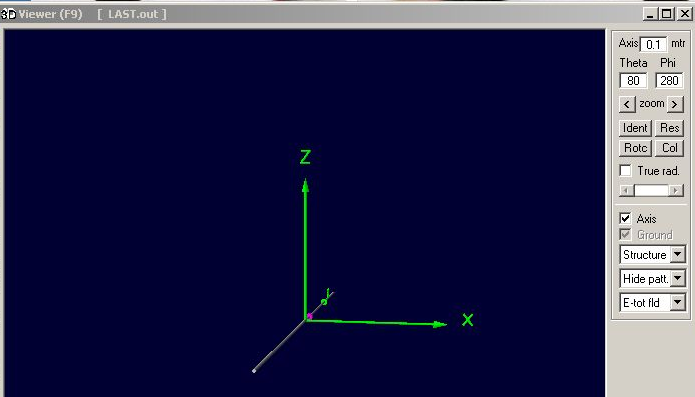 3D Viewer (F9) [ LAST.out ]
Axis 0.1 mtr
Theta Phi
80 280
< zoom >
Ident Res
Rotc Col
True rad.
Axis
Ground
Structure
Hide patt.
E-tot fld
Z
y
X